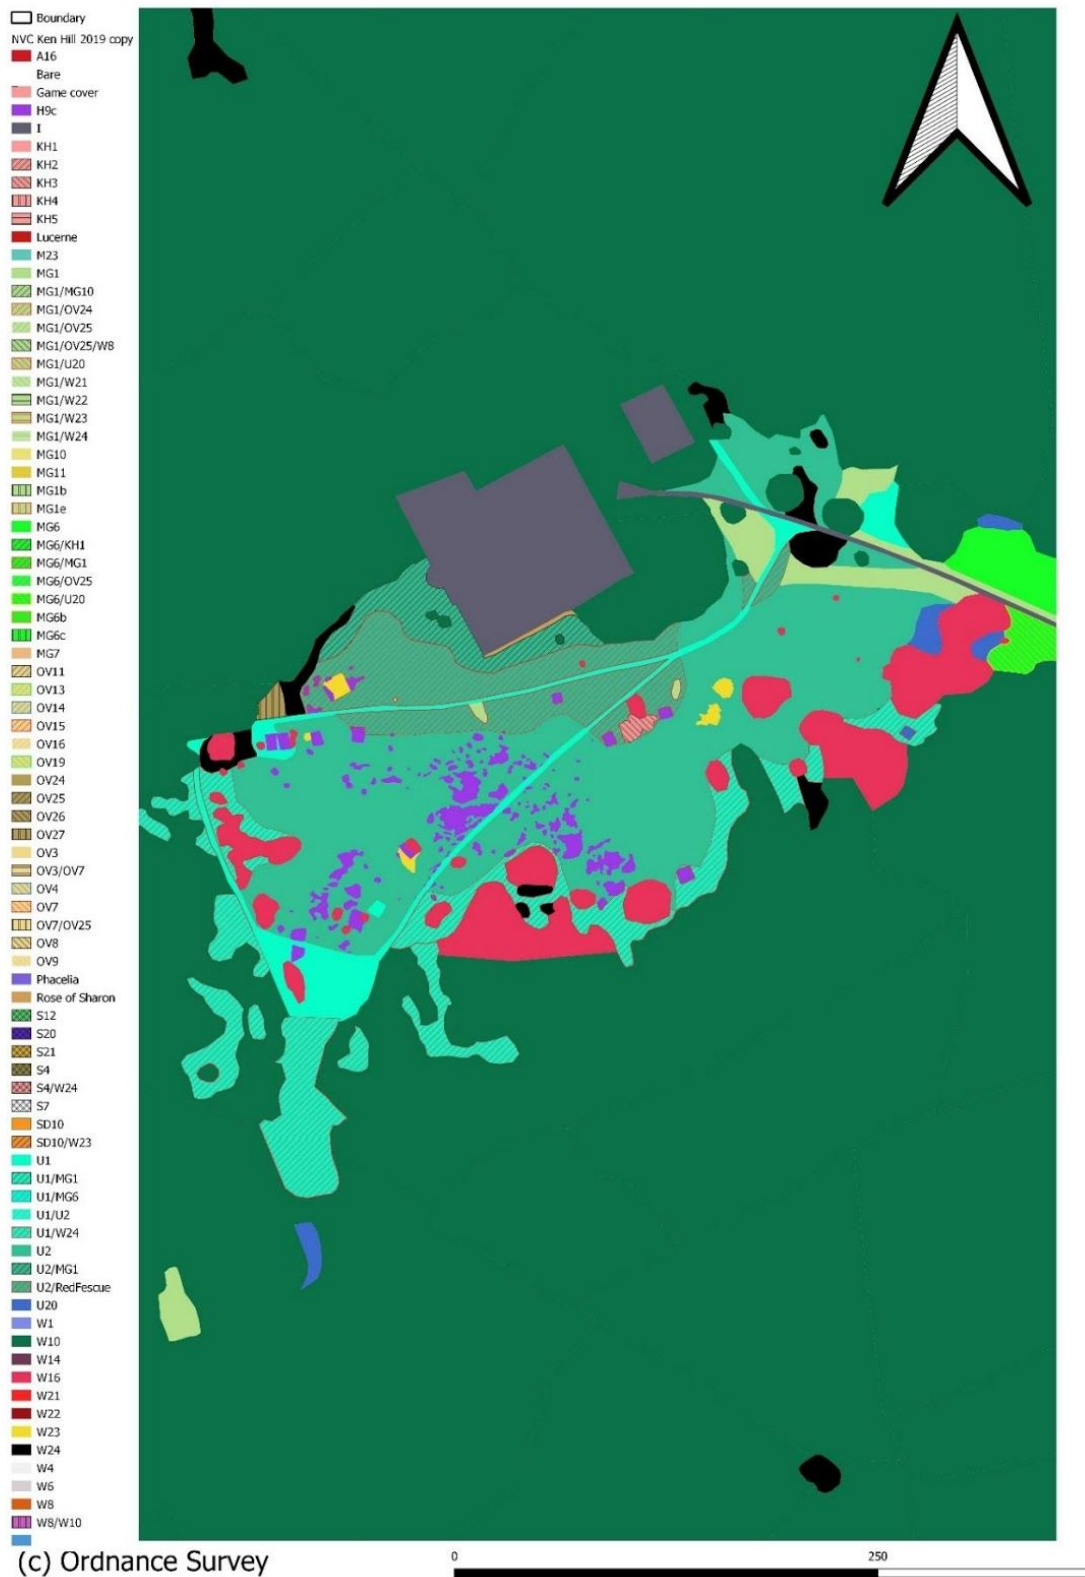 Boundary
NVC Ken Hill 2019 copy
A16
Bare
Game cover
H9c
I
KH1
KH2
KH3
KH4
KH5
Lucerne
M23
MG1
MG1/MG10
MG1/OV24
MG1/OV25
MG1/OV25/W8
MG1/U20
MG1/W21
MG1/W22
MG1/W23
MG1/W24
MG10
MG11
MG1b
MG1e
MG6
MG6/KH1
MG6/MG1
MG6/OV25
MG6/U20
MG6b
MG6c
MG7
OV11
OV13
OV14
OV15
OV16
OV19
OV24
OV25
OV26
OV27
OV3
OV3/OV7
OV4
OV7
OV7/OV25
OV8
OV9
Phacelia
Rose of Sharon
S12
S20
S21
S4
S4/W24
S7
SD10
SD10/W23
U1
U1/MG1
U1/MG6
U1/U2
U1/W24
U2
U2/MG1
U2/RedFescue
U20
W1
W10
W14
W16
W21
W22
W23
W24
W4
W6
W8
W8/W10
(c) Ordnance Survey
0 250